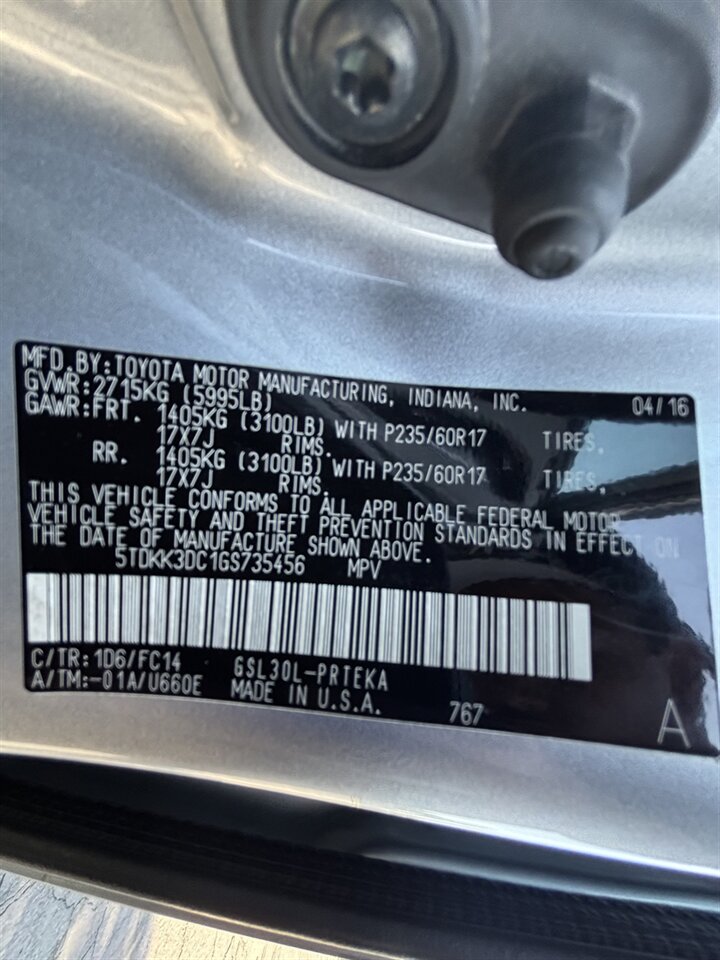 MFD. BY: TOYOTA MOTOR MANUFACTURING, INDIANA, INC. 04/16
GVWR: 2715KG (5995LB)
GAWR: FRT. 1405KG (3100LB) WITH P235/60R17 TIRES,
17X7J RIMS.
RR. 1405KG (3100LB) WITH P235/60R17 TIRES,
17X7J RIMS.
THIS VEHICLE CONFORMS TO ALL APPLICABLE FEDERAL MOTOR
VEHICLE SAFETY AND THEFT PREVENTION STANDARDS IN EFFECT ON
THE DATE OF MANUFACTURE SHOWN ABOVE.
5TDKK3DC1GS735456 MPV
C/TR: 1D6/FC14 GSL30L-PRTEKA
A/TM: -01A/U660E MADE IN U.S.A. 767 A